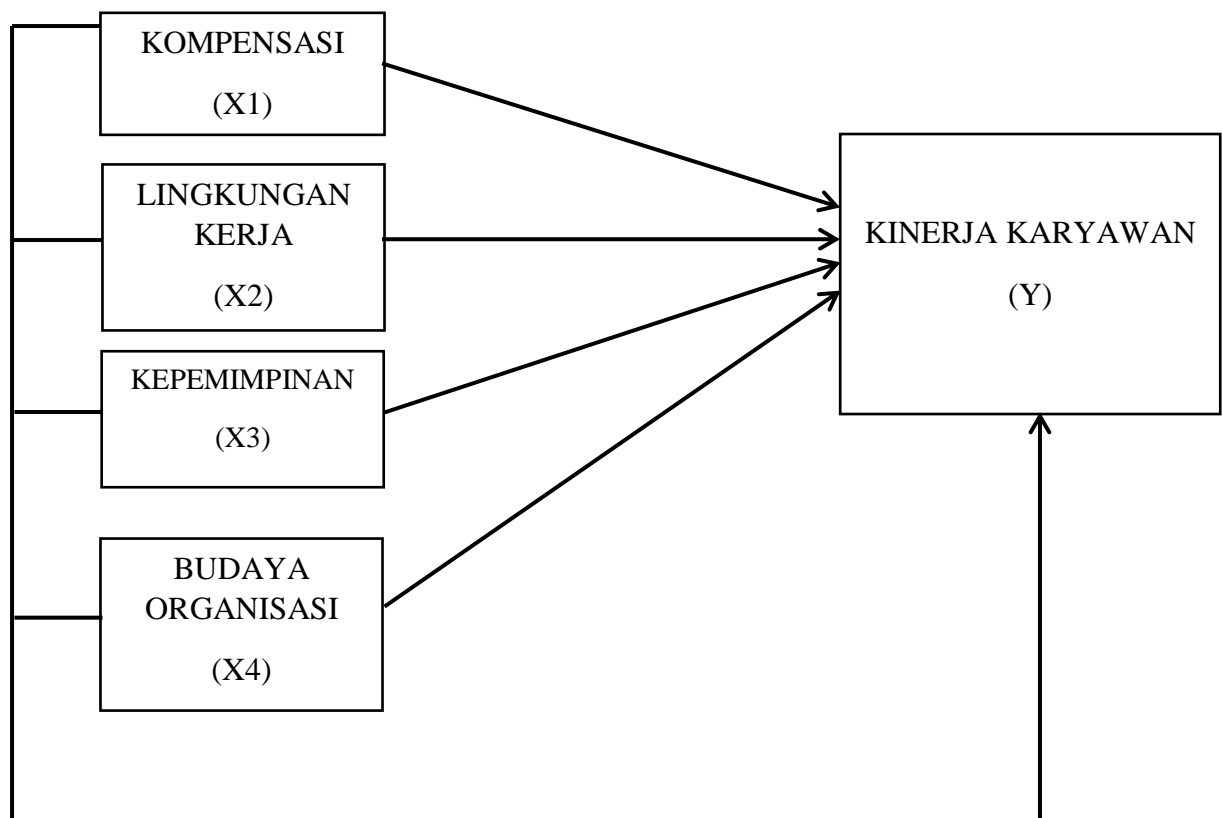 KOMPENSASI
(X1)
LINGKUNGAN
KERJA
(X2)
KEPEMIMPINAN
(X3)
BUDAYA
ORGANISASI
(X4)
KINERJA KARYAWAN
(Y)